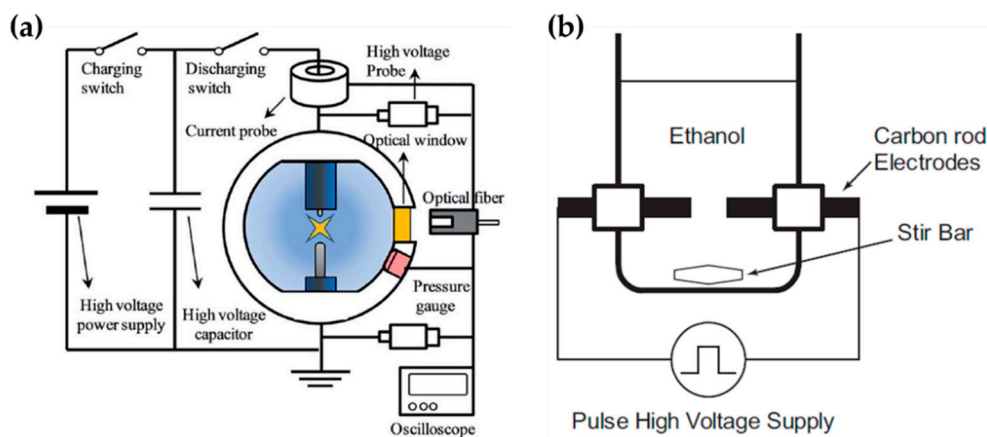 (a)
Charging
switch
Discharging
switch
High voltage
Probe
Current probe
Optical window
Optical fiber
Pressure
gauge
High voltage
power supply
High voltage
capacitor
Oscilloscope
(b)
Ethanol
Carbon rod
Electrodes
Stir Bar
Pulse High Voltage Supply